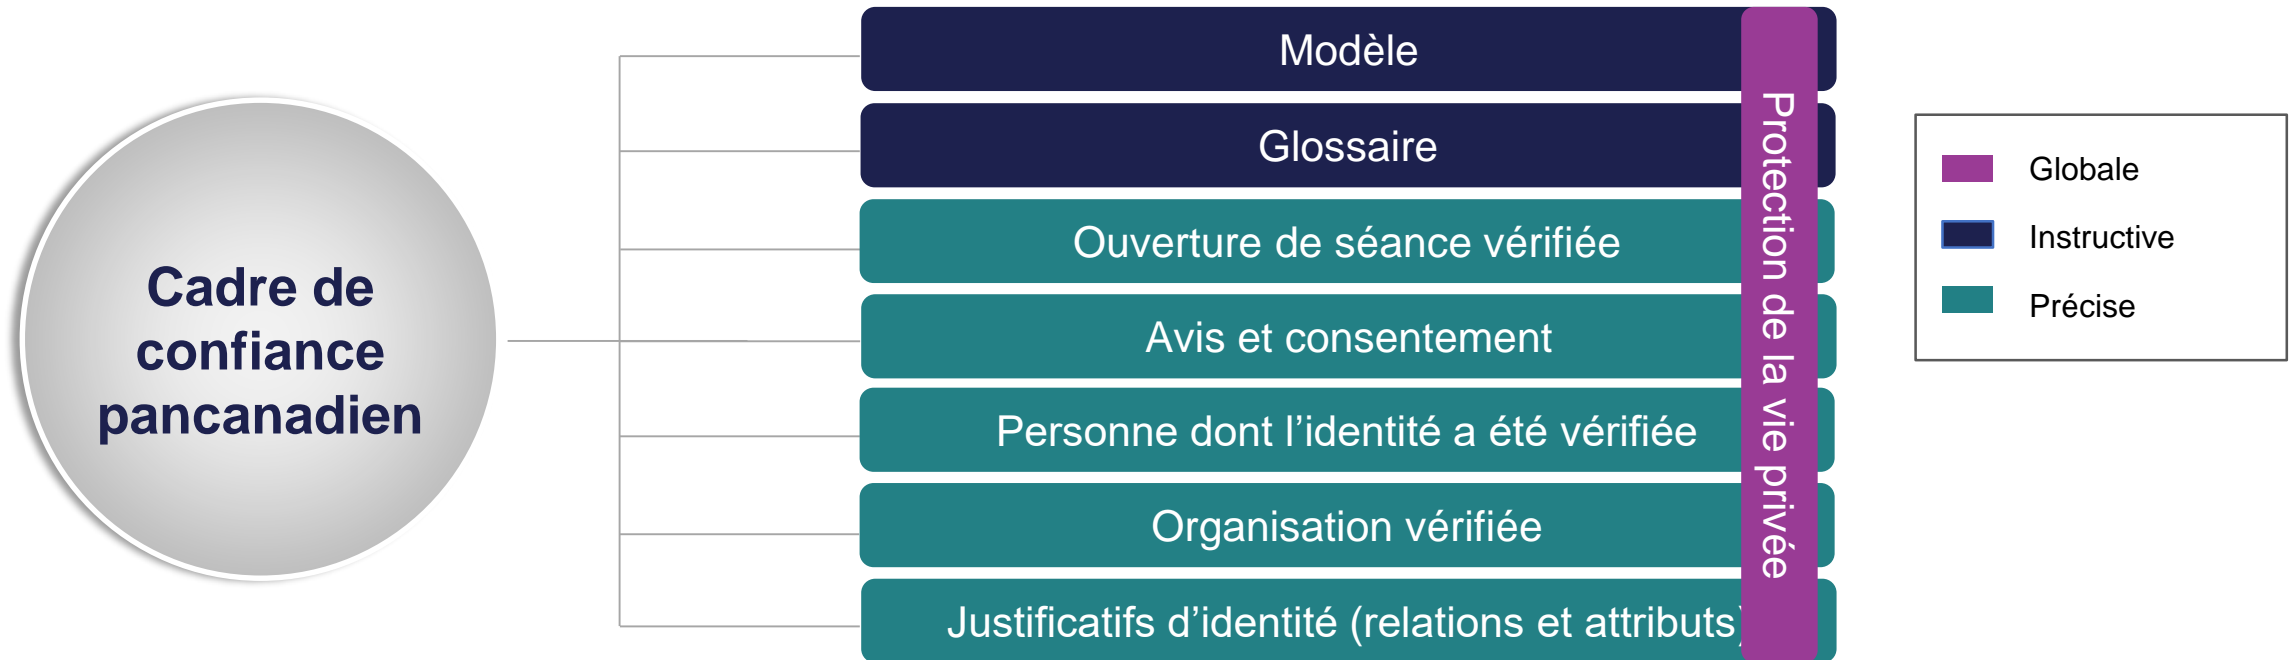 Cadre de
confiance
pancanadien
Modèle
Glossaire
Ouverture de séance vérifiée
Avis et consentement
Personne dont l’identité a été vérifiée
Organisation vérifiée
Justificatifs d’identité (relations et attributs)
Protection de la vie privée
Globale
Instructive
Précise